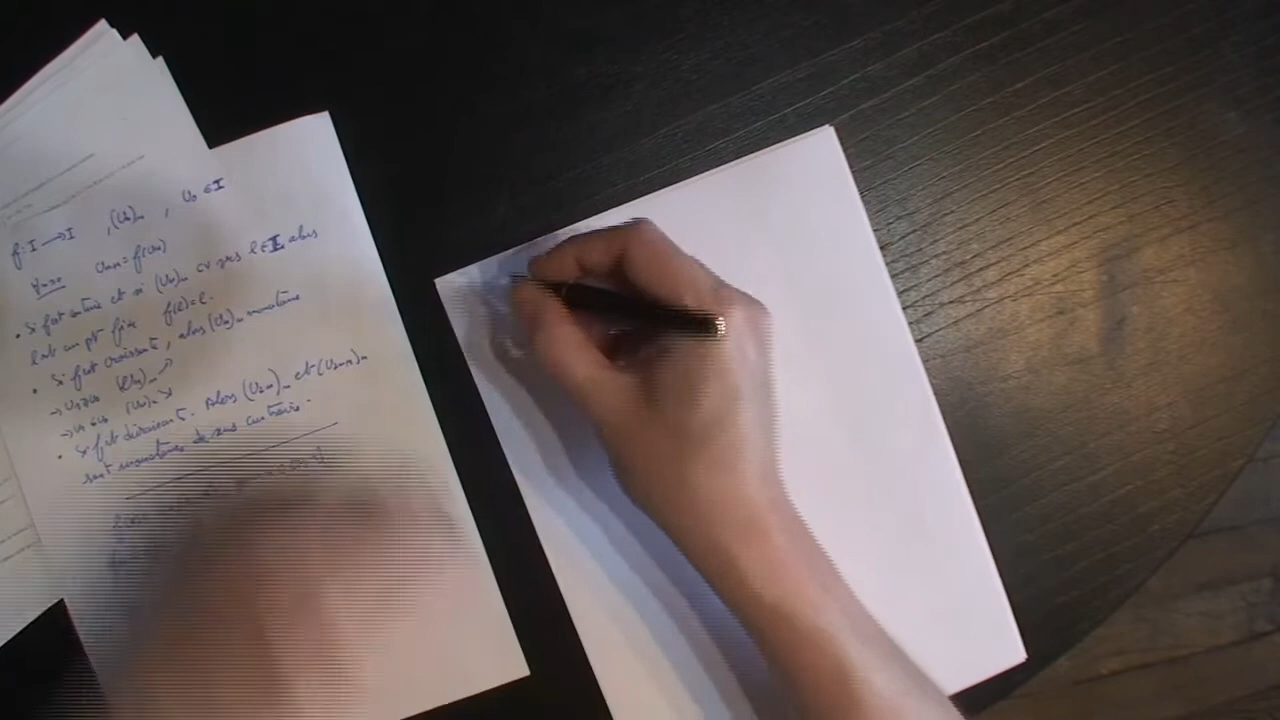 f: I → I , (Un)n , U0 ∈ I
∀n≥0 Un+1 = f(Un)
• Si f est continue et si (Un)n cv vers l ∈ I, alors
l est un pt fixe f(l) = l.
• Si f est croissante, alors (Un)n monotone
→ U1 ≥ U0 (Un)n ↗
→ U1 ≤ U0 (Un)n ↘
• Si f est décroissante. Alors (U2n)n et (U2n+1)n
sont monotones de sens contraire.